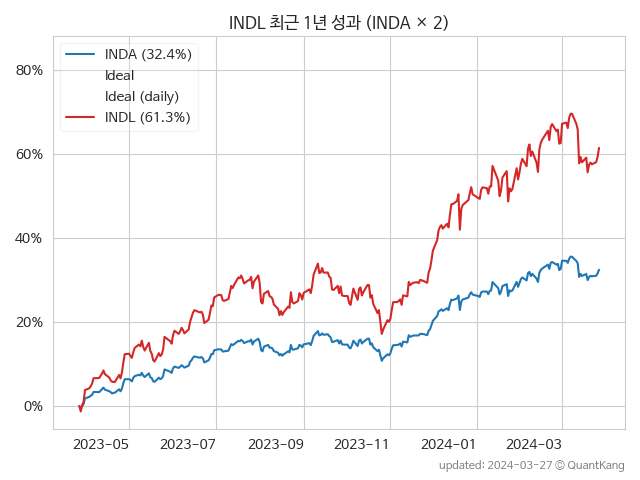 INDL 최근 1년 성과 (INDA × 2)
INDA (32.4%)
Ideal
Ideal (daily)
INDL (61.3%)
80%
60%
40%
20%
0%
2023-05 2023-07 2023-09 2023-11 2024-01 2024-03
updated: 2024-03-27 © QuantKang